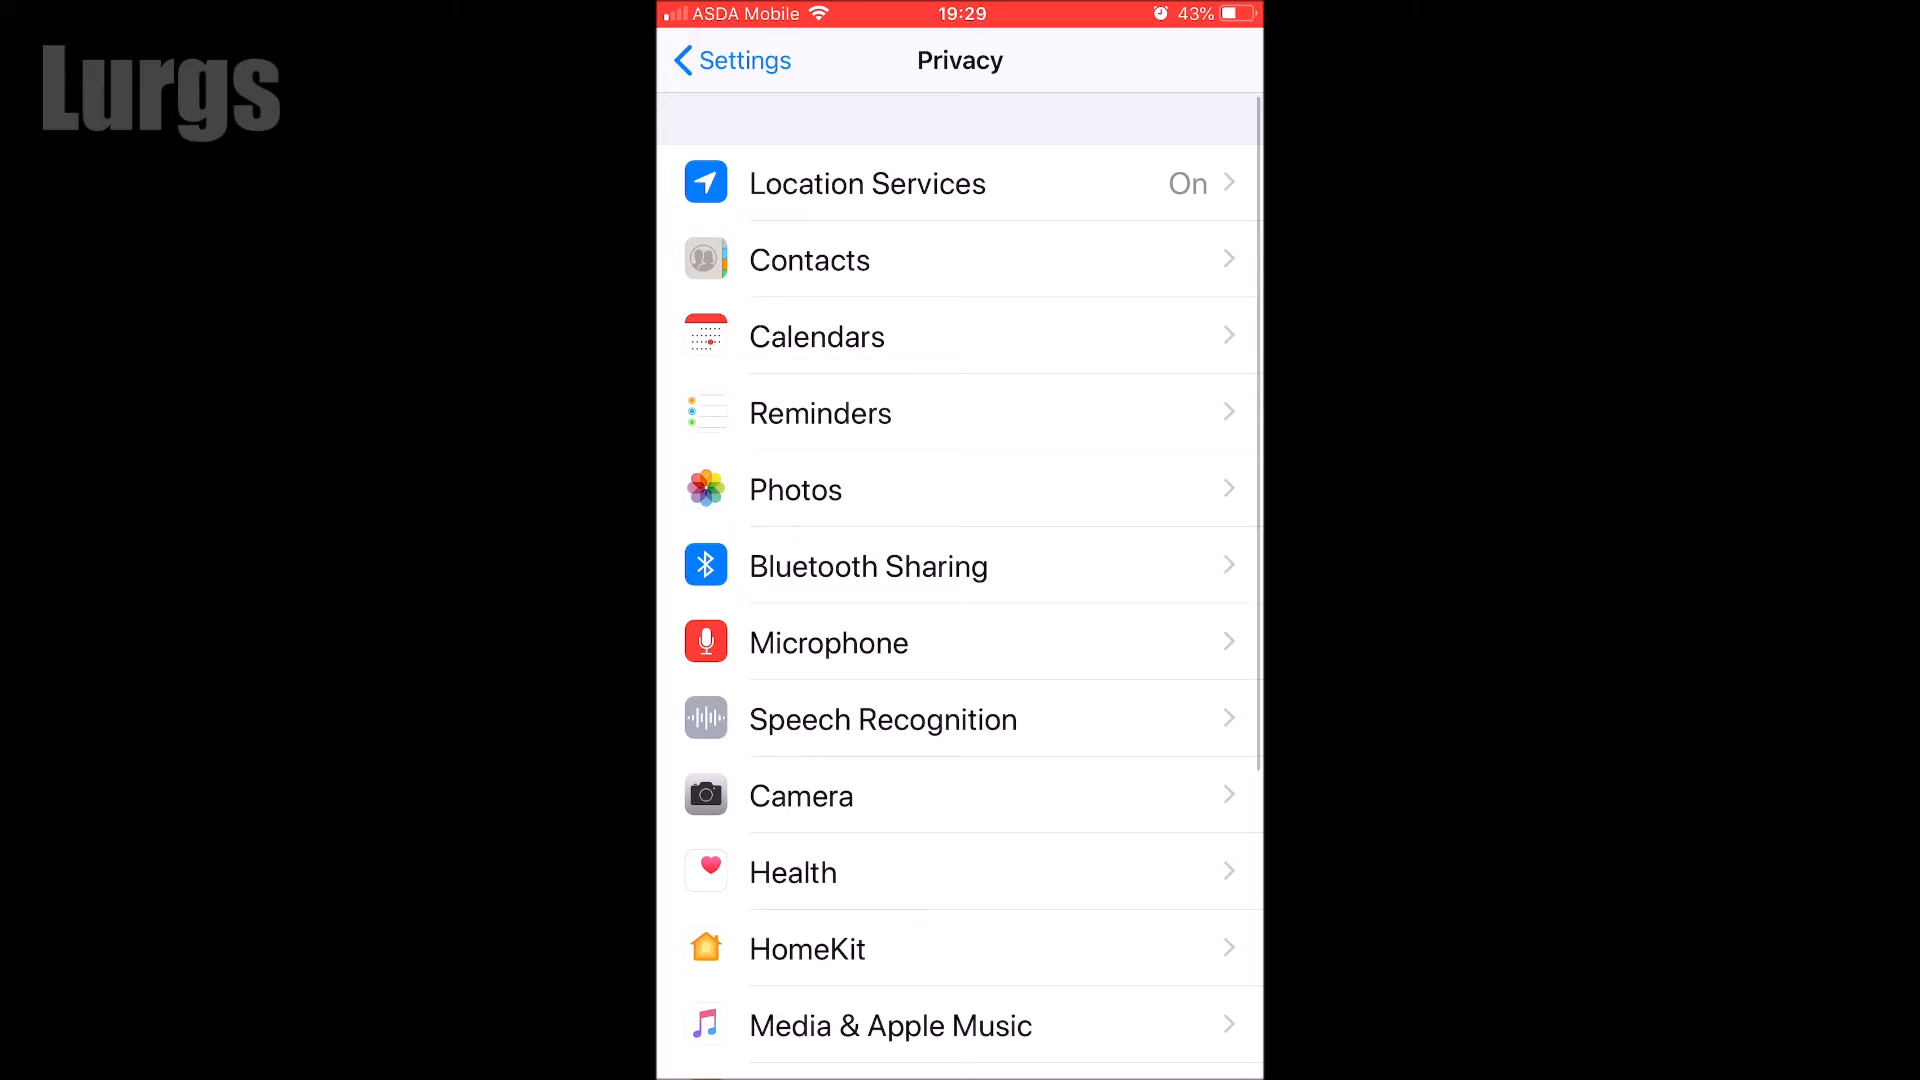 Lurgs
ASDA Mobile 19:29 43%
Settings Privacy
Location Services On
Contacts
Calendars
Reminders
Photos
Bluetooth Sharing
Microphone
Speech Recognition
Camera
Health
HomeKit
Media & Apple Music